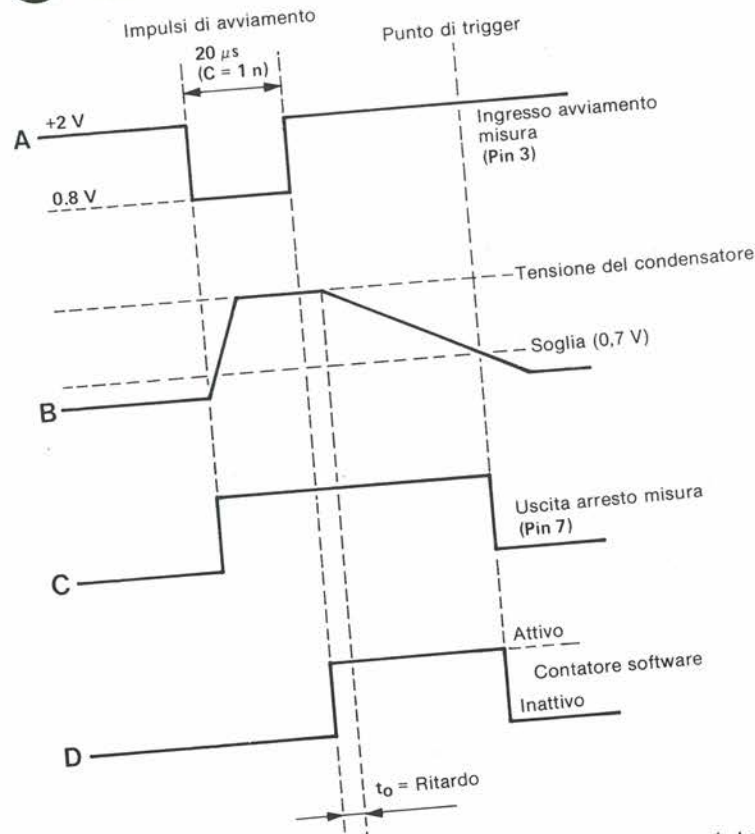 Impulsi di avviamento
20 μs
(C = 1 n)
Punto di trigger
A
+2 V
0.8 V
Ingresso avviamento
misura
(Pin 3)
Tensione del condensatore
Soglia (0,7 V)
B
Uscita arresto misura
(Pin 7)
C
Attivo
Contatore software
Inattivo
D
to = Ritardo